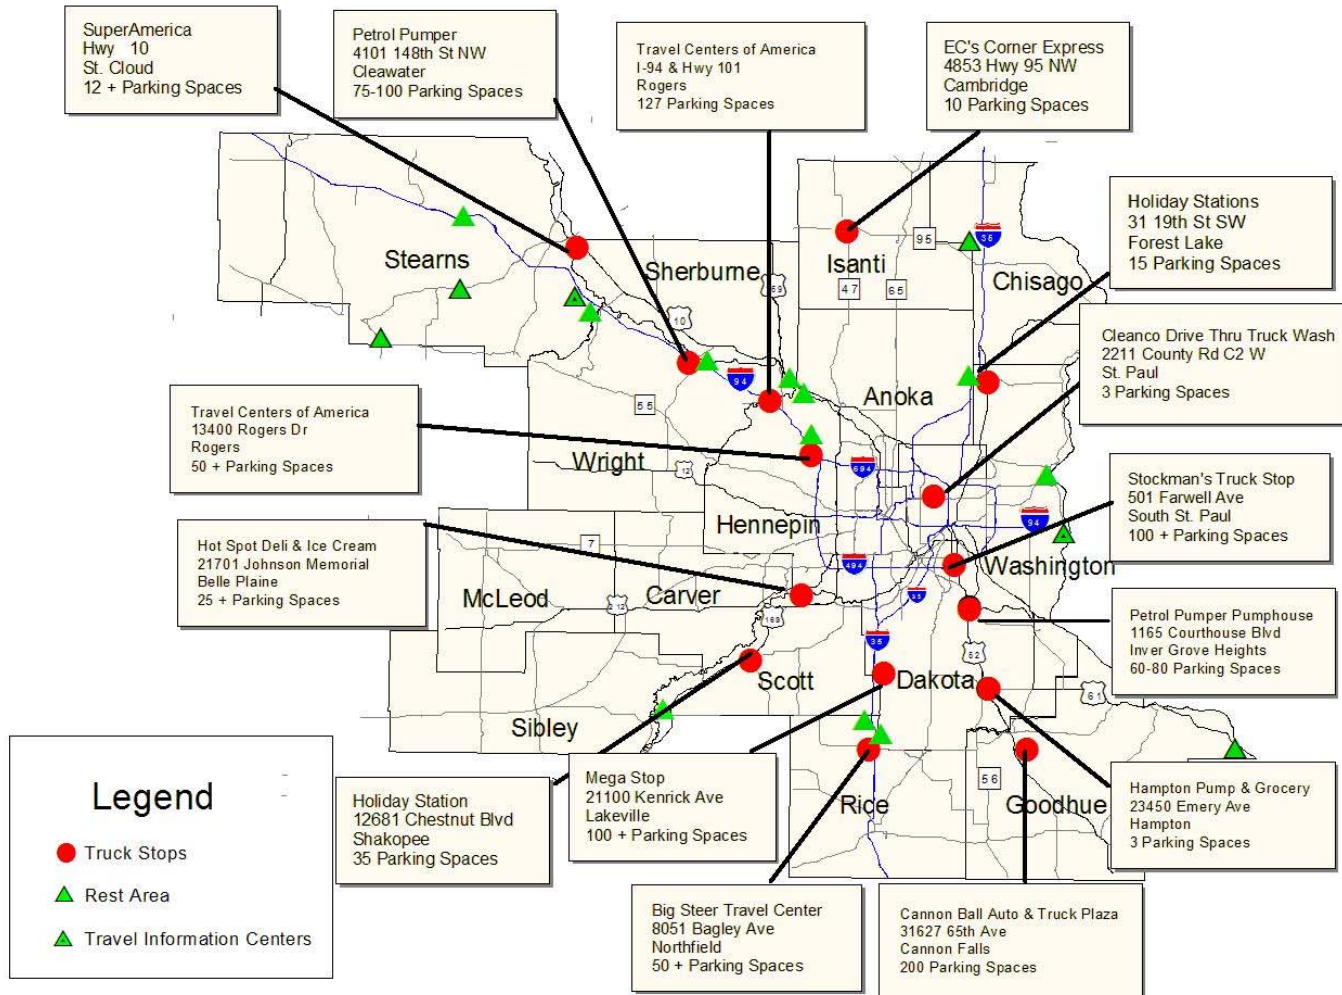 SuperAmerica
Hwy 10
St. Cloud
12 + Parking Spaces
Petrol Pumper
4101 148th St NW
Cleawater
75-100 Parking Spaces
Travel Centers of America
I-94 & Hwy 101
Rogers
127 Parking Spaces
EC's Corner Express
4853 Hwy 95 NW
Cambridge
10 Parking Spaces
Holiday Stations
31 19th St SW
Forest Lake
15 Parking Spaces
Cleanco Drive Thru Truck Wash
2211 County Rd C2 W
St. Paul
3 Parking Spaces
Travel Centers of America
13400 Rogers Dr
Rogers
50 + Parking Spaces
Stockman's Truck Stop
501 Farwell Ave
South St. Paul
100 + Parking Spaces
Hot Spot Deli & Ice Cream
21701 Johnson Memorial
Belle Plaine
25 + Parking Spaces
Petrol Pumper Pumphouse
1165 Courthouse Blvd
Inver Grove Heights
60-80 Parking Spaces
Holiday Station
12681 Chestnut Blvd
Shakopee
35 Parking Spaces
Mega Stop
21100 Kenrick Ave
Lakeville
100 + Parking Spaces
Hampton Pump & Grocery
23450 Emery Ave
Hampton
3 Parking Spaces
Big Steer Travel Center
8051 Bagley Ave
Northfield
50 + Parking Spaces
Cannon Ball Auto & Truck Plaza
31627 65th Ave
Cannon Falls
200 Parking Spaces
Stearns
Sherburne
Isanti
Chisago
Anoka
Wright
Hennepin
Washington
McLeod
Carver
Scott
Dakota
Sibley
Rice
Goodhue
95
35
47
65
169
10
94
55
12
694
94
7
494
212
169
35
35
52
61
56
Legend
Truck Stops
Rest Area
Travel Information Centers